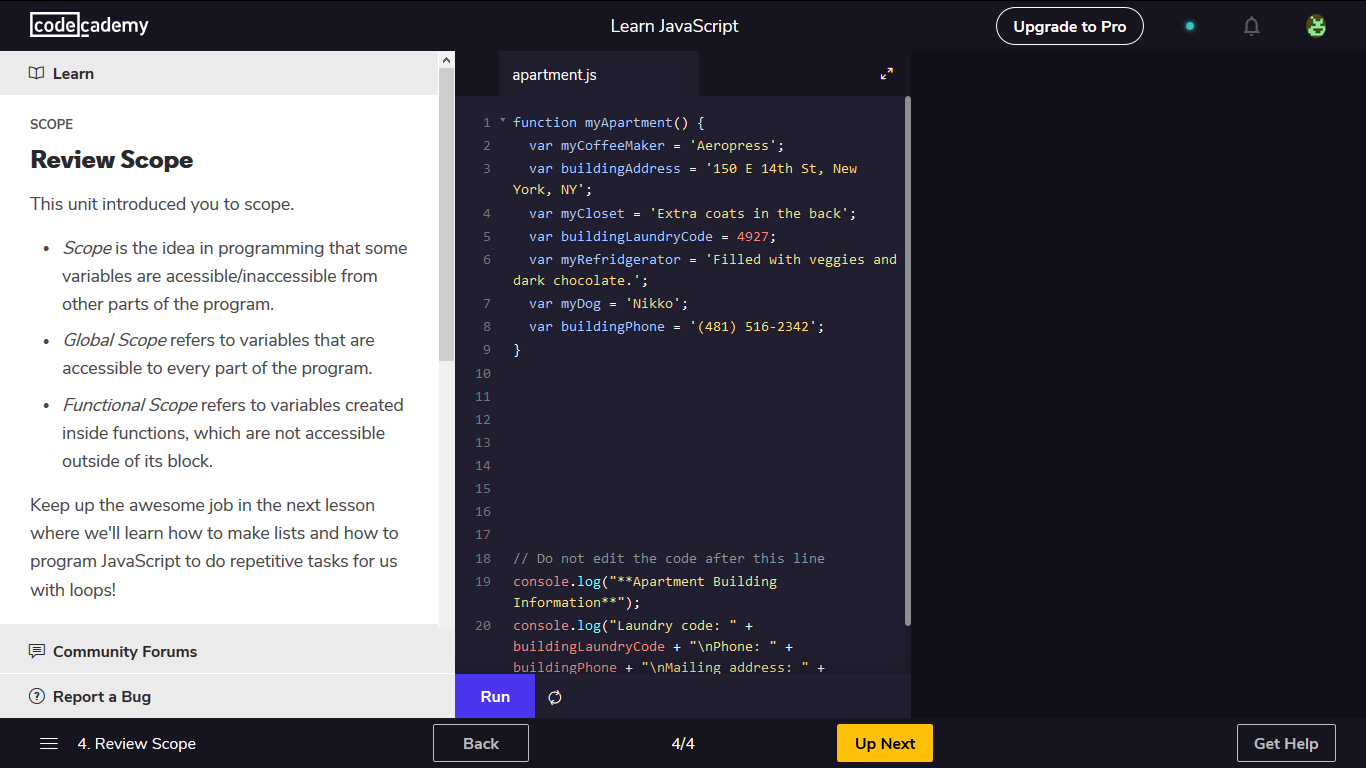 codecademy
Learn JavaScript
Upgrade to Pro
Learn
SCOPE
Review Scope
This unit introduced you to scope.
• Scope is the idea in programming that some
variables are acessible/inaccessible from
other parts of the program.
• Global Scope refers to variables that are
accessible to every part of the program.
• Functional Scope refers to variables created
inside functions, which are not accessible
outside of its block.
Keep up the awesome job in the next lesson
where we'll learn how to make lists and how to
program JavaScript to do repetitive tasks for us
with loops!
Community Forums
Report a Bug
apartment.js
1 function myApartment() {
2 var myCoffeeMaker = 'Aeropress';
3 var buildingAddress = '150 E 14th St, New
York, NY';
4 var myCloset = 'Extra coats in the back';
5 var buildingLaundryCode = 4927;
6 var myRefridgerator = 'Filled with veggies and
dark chocolate.';
7 var myDog = 'Nikko';
8 var buildingPhone = '(481) 516-2342';
9 }
10
11
12
13
14
15
16
17
18 // Do not edit the code after this line
19 console.log("**Apartment Building
Information**");
20 console.log("Laundry code: " +
buildingLaundryCode + "\nPhone: " +
buildingPhone + "\nMailing address: " +
Run
4. Review Scope
Back
4/4
Up Next
Get Help